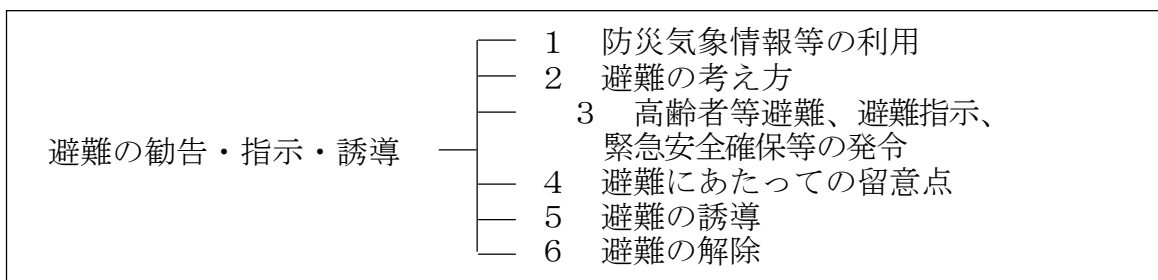 １　防災気象情報等の利用
２　避難の考え方
３　高齢者等避難、避難指示、
緊急安全確保等の発令
避難の勧告・指示・誘導
４　避難にあたっての留意点
５　避難の誘導
６　避難の解除